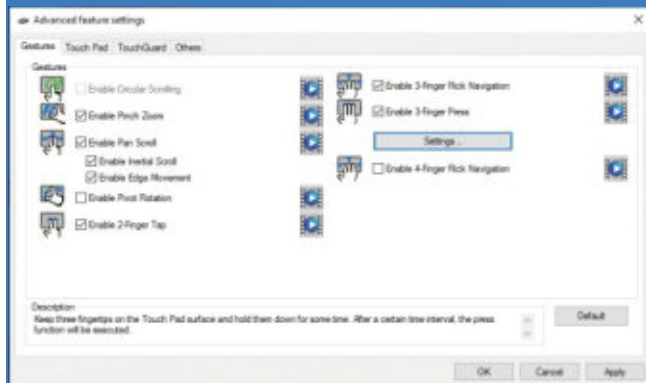 Advanced feature settings
Gestures Touch Pad TouchGuard Others
Gestures
Enable Circular Scrolling
Enable Pinch Zoom
Enable Pan Scroll
Enable Inertial Scroll
Enable Edge Movement
Enable Pivot Rotation
Enable 2-Finger Tap
Enable 3-Finger Flick Navigation
Enable 3-Finger Press
Settings ..
Enable 4-Finger Flick Navigation
Description
Keep three fingertips on the Touch Pad surface and hold them down for some time. After a certain time interval, the press
function will be executed.
Default
OK Cancel Apply